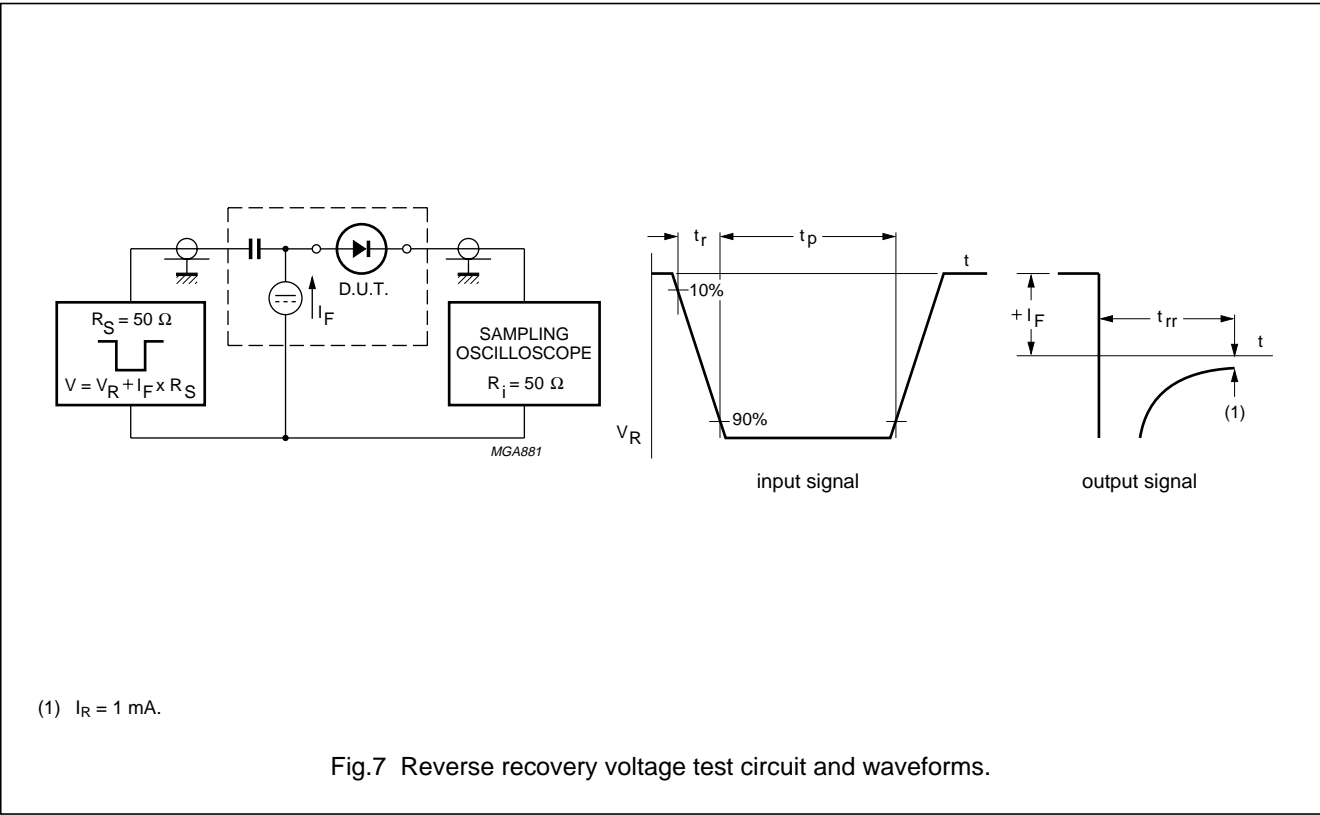 D.U.T.
I_F
R_S = 50 Ω
V = V_R + I_F x R_S
SAMPLING
OSCILLOSCOPE
R_i = 50 Ω
MGA881
t_r
t_p
t
10%
90%
V_R
input signal
+ I_F
t_rr
t
(1)
output signal
(1) I_R = 1 mA.
Fig.7 Reverse recovery voltage test circuit and waveforms.